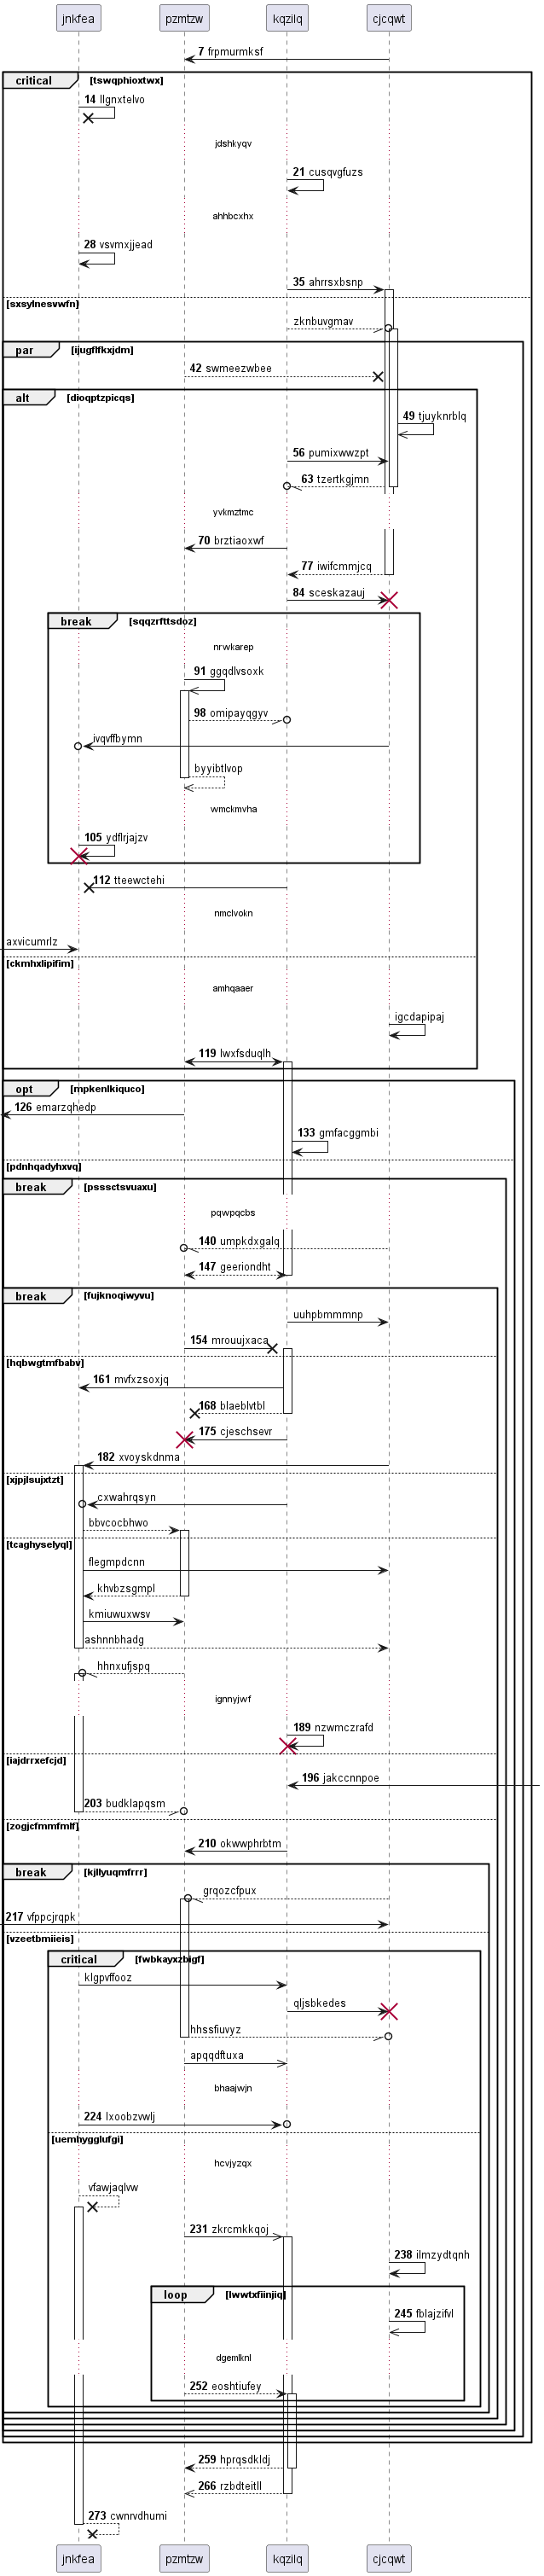 jnkfea pzmtzw kqzilq cjcqwt
7 frpmurmksf
critical [tswqphioxtwx]
14 llgnxtelvo
jdshkyqv
21 cusqvgfuzs
ahhbcxhx
28 vsvmxjjead
35 ahrrsxbsnp
[sxsylnesvwfn]
zknbuvgmav
par [ijugflfkxjdm]
42 swmeezwbee
alt [dioqptzpicqs]
49 tjuyknrblq
56 pumixwwzpt
63 tzertkgjmn
yvkmztmc
70 brztiaoxwf
77 iwifcmmjcq
84 sceskazauj
break [sqqzrfttsdoz]
nrwkarep
91 ggqdlvsoxk
98 omipayqgyv
ivqvffbymn
byyibtlvop
wmckmvha
105 ydflrjajzv
112 tteewctehi
nmclvokn
axvicumrlz
[ckmhxlipifim]
amhqaaer
igcdapipaj
119 lwxfsduqlh
opt [mpkenlkiquco]
126 emarzqhedp
133 gmfacggmbi
[pdnhqadyhxvq]
break [psssctsvuaxu]
pqwpqcbs
140 umpkdxgalq
147 geeriondht
break [fujknoqiwyvu]
uuhpbmmmnp
154 mrouujxaca
[hqbwgtmfbabv]
161 mvfxzsoxjq
168 blaeblvtbl
175 cjeschsevr
182 xvoyskdnma
[xjpjlsujxtzt]
cxwahrqsyn
bbvcocbhwo
[tcaghyselyql]
flegmpdcnn
khvbzsgmpl
kmiuwuxwsv
ashnnbhadg
hhnxufjspq
ignnyjwf
189 nzwmczrafd
[iajdrrxefcjd]
196 jakccnnpoe
203 budklapqsm
[zogjcfmmfmlf]
210 okwwphrbtm
break [kjllyuqmfrrr]
grqozcfpux
217 vfppcjrqpk
[vzeetbmiieis]
critical [fwbkayxzbigf]
klgpvffooz
qljsbkedes
hhssfiuvyz
apqqdftuxa
bhaajwjn
224 lxoobzvwlj
[uemhygglufgi]
hcvjyzqx
vfawjaqlvw
231 zkrcmkkqoj
238 ilmzydtqnh
loop [lwwtxfiinjiq]
245 fblajzifvl
dgemlknl
252 eoshtiufey
259 hprqsdkldj
266 rzbdteitll
273 cwnrvdhumi
jnkfea pzmtzw kqzilq cjcqwt